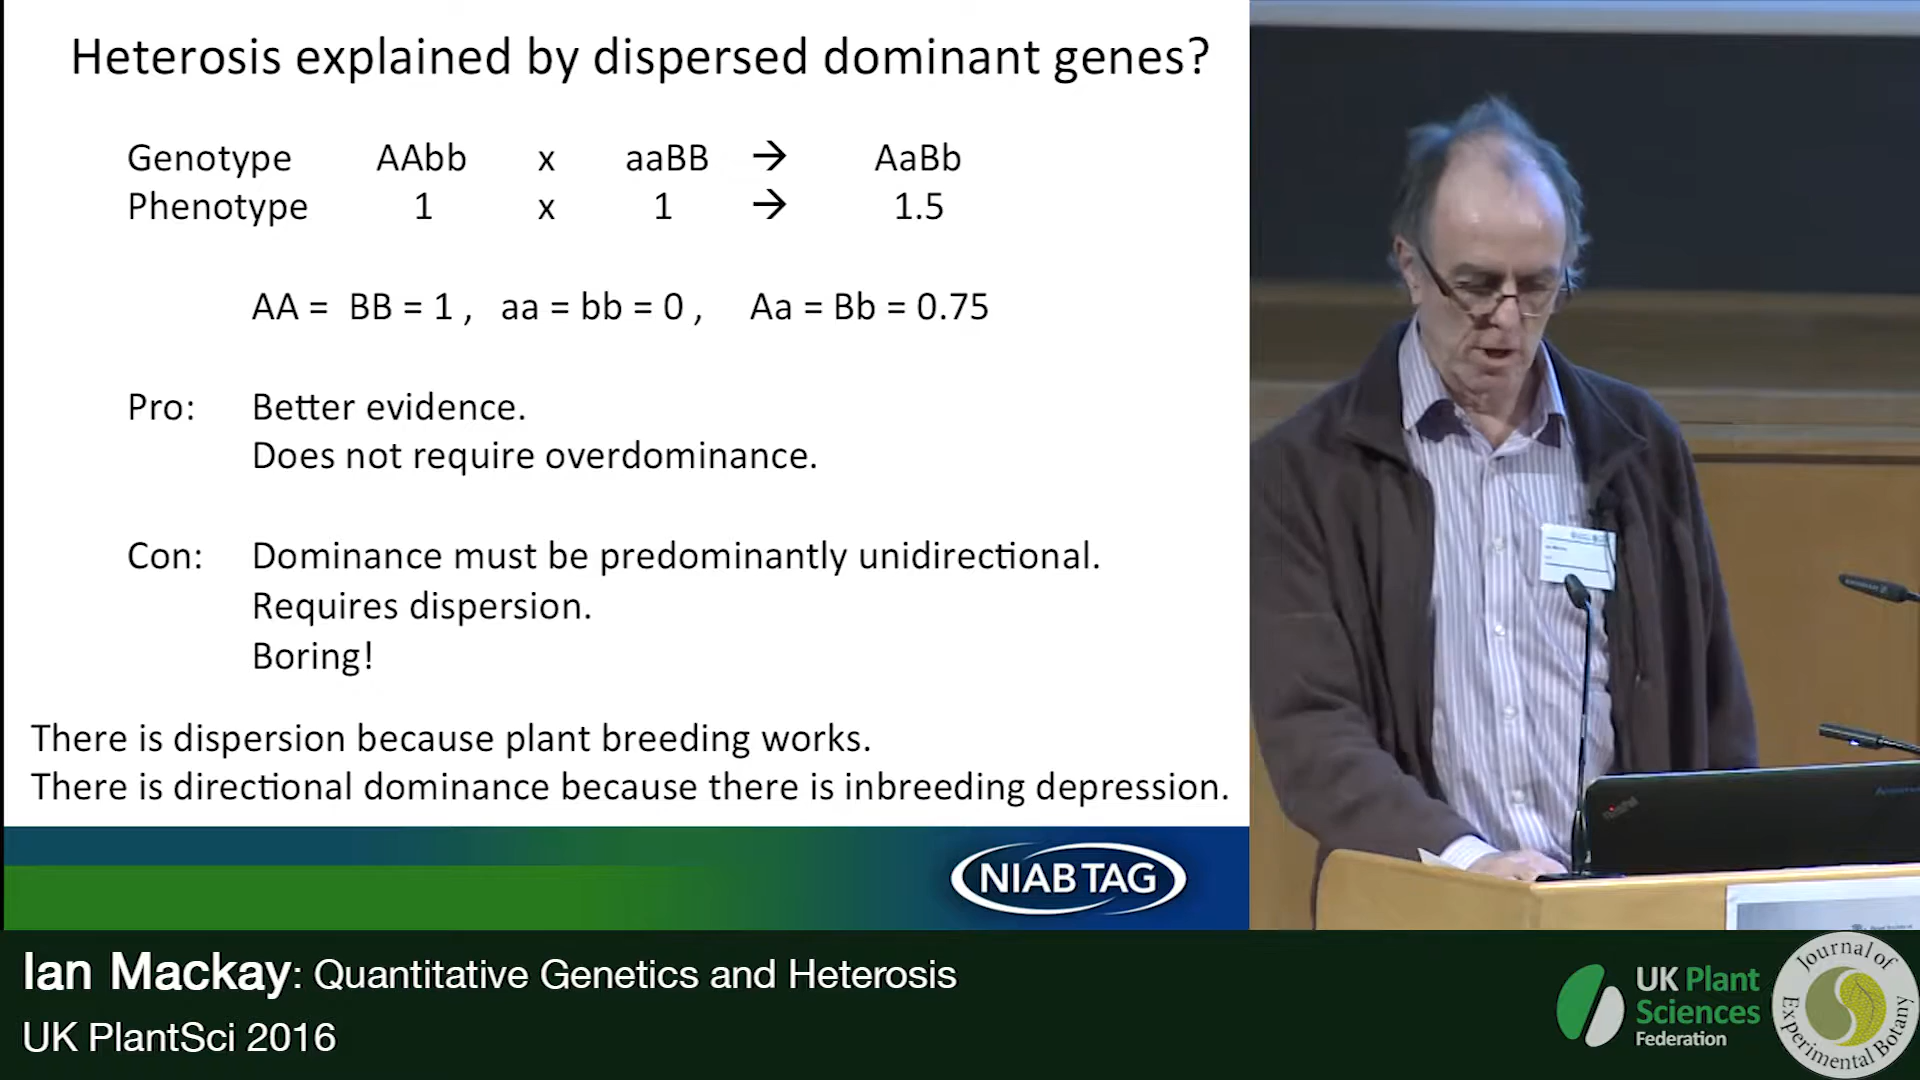 Heterosis explained by dispersed dominant genes?
Genotype AAbb x aaBB → AaBb
Phenotype 1 x 1 → 1.5
AA = BB = 1 , aa = bb = 0 , Aa = Bb = 0.75
Pro: Better evidence.
Does not require overdominance.
Con: Dominance must be predominantly unidirectional.
Requires dispersion.
Boring!
There is dispersion because plant breeding works.
There is directional dominance because there is inbreeding depression.
NIAB TAG
Ian Mackay: Quantitative Genetics and Heterosis
UK PlantSci 2016
UK Plant
Sciences
Federation
Journal of
Experimental Botany